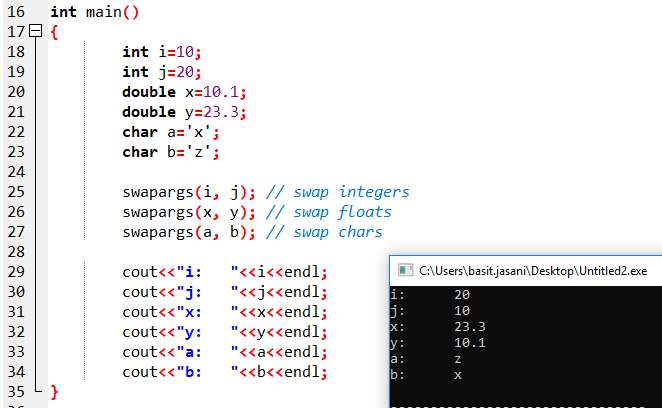 16 int main()
17 {
18 int i=10;
19 int j=20;
20 double x=10.1;
21 double y=23.3;
22 char a='x';
23 char b='z';
24
25 swapargs(i, j); // swap integers
26 swapargs(x, y); // swap floats
27 swapargs(a, b); // swap chars
28
29 cout<<"i:   "<<i<<endl;
30 cout<<"j:   "<<j<<endl;
31 cout<<"x:   "<<x<<endl;
32 cout<<"y:   "<<y<<endl;
33 cout<<"a:   "<<a<<endl;
34 cout<<"b:   "<<b<<endl;
35 }
C:\Users\basit.jasani\Desktop\Untitled2.exe
i: 20
j: 10
x: 23.3
y: 10.1
a: z
b: x
--------------------------------